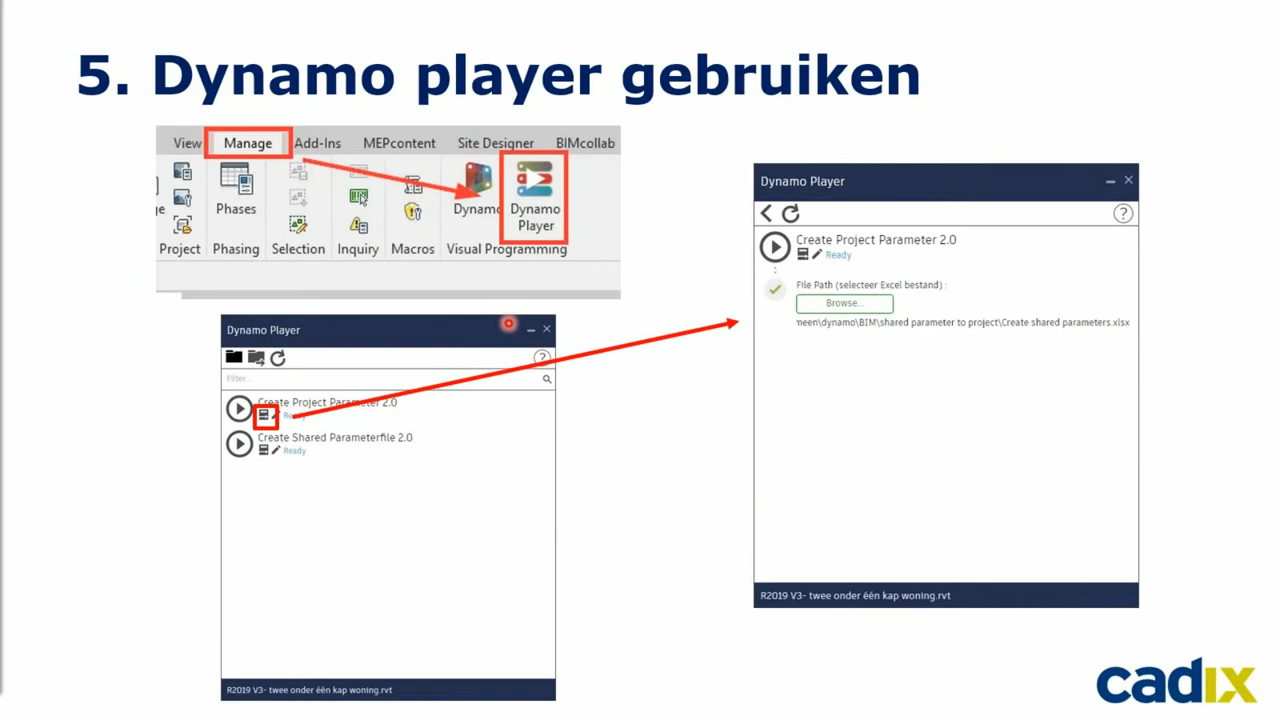 5. Dynamo player gebruiken
View Manage Add-Ins MEPcontent Site Designer BIMcollab
Phases Dynamo Dynamo Player
Project Phasing Selection Inquiry Macros Visual Programming
Dynamo Player
Filter...
Create Project Parameter 2.0
Ready
Create Shared Parameterfile 2.0
Ready
R2019 V3- twee onder één kap woning.rvt
Dynamo Player
Create Project Parameter 2.0
Ready
File Path (selecteer Excel bestand) :
Browse...
neen\dynamo\BIM\shared parameter to project\Create shared parameters.xlsx
R2019 V3- twee onder één kap woning.rvt
cadix